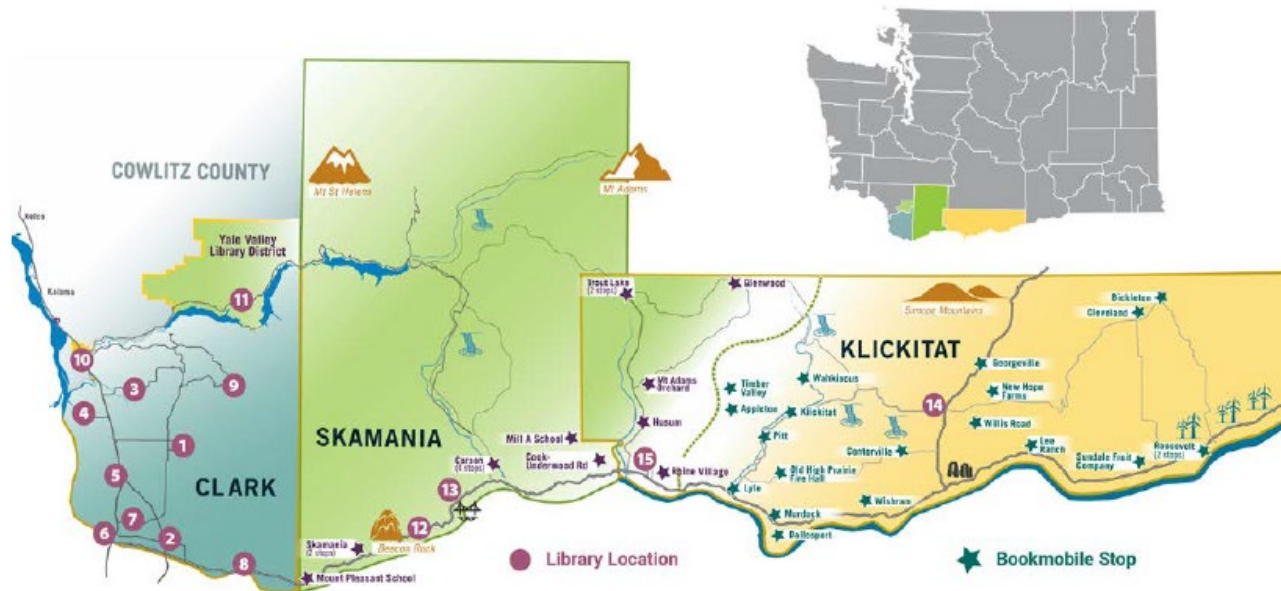 COWLITZ COUNTY
Mt St Helens
Mt Adams
Kelso
Kalama
Yale Valley
Library District
11
10
3
9
4
1
5
CLARK
7
6
2
8
SKAMANIA
Trout Lake
(2 stops)
Glenwood
Simcoe Mountains
Bickleton
Cleveland
KLICKITAT
Goodgeville
Mt Adams
Orchard
Timber
Valley
Wahkiacus
New Hope
Farms
Appleton
Klickitat
14
Husum
Willis Road
Mill A School
Pitt
Centerville
Lee
Ranch
Roosevelt
(2 stops)
Cook-
Underwood Rd
15
Rhine Village
Old High Prairie
Fire Hall
Sundale Fruit
Company
Carson
13
Lyle
Wishram
12
Beacon Rock
Murdock
Dallesport
Skamania
(2 stops)
Mount Pleasant School
Library Location
Bookmobile Stop